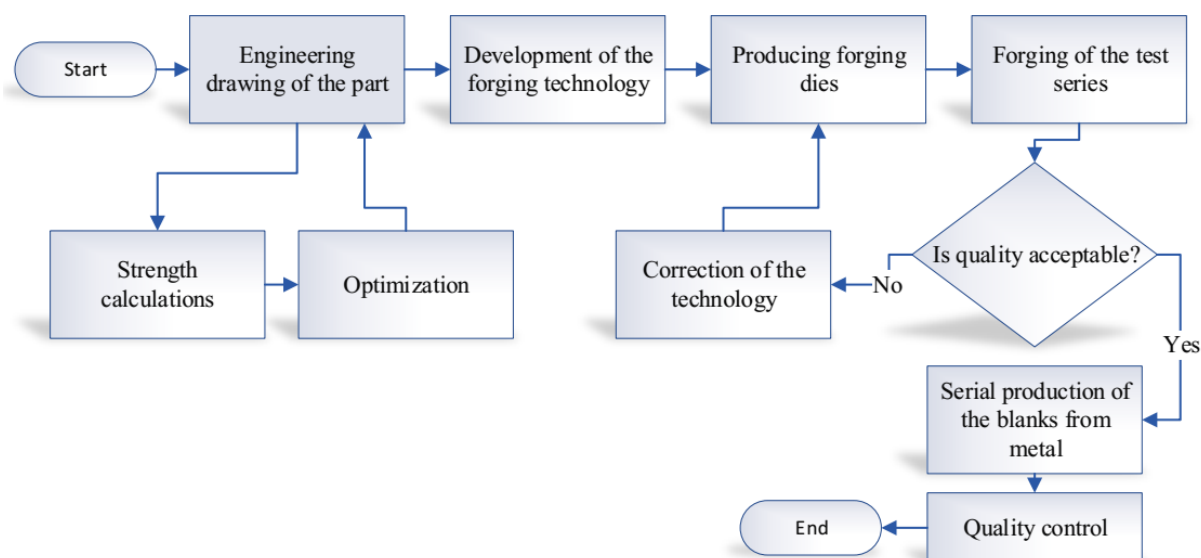 Start
Engineering
drawing of the part
Development of the
forging technology
Producing forging
dies
Forging of the test
series
Strength
calculations
Optimization
Correction of the
technology
No
Is quality acceptable?
Yes
Serial production of
the blanks from
metal
End
Quality control